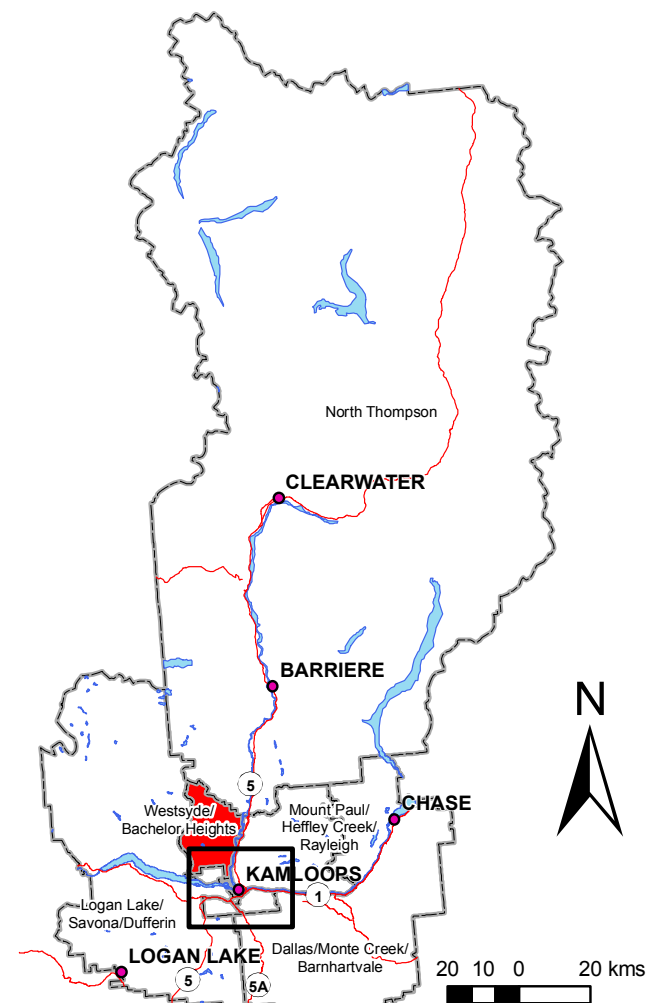 North Thompson
CLEARWATER
BARRIERE
N
5
Westsyde/
Bachelor Heights
Mount Paul/
Heffley Creek/
Rayleigh
CHASE
KAMLOOPS
1
Logan Lake/
Savona/Dufferin
LOGAN LAKE
5
5A
Dallas/Monte Creek/
Barnhartvale
20 10 0 20 kms